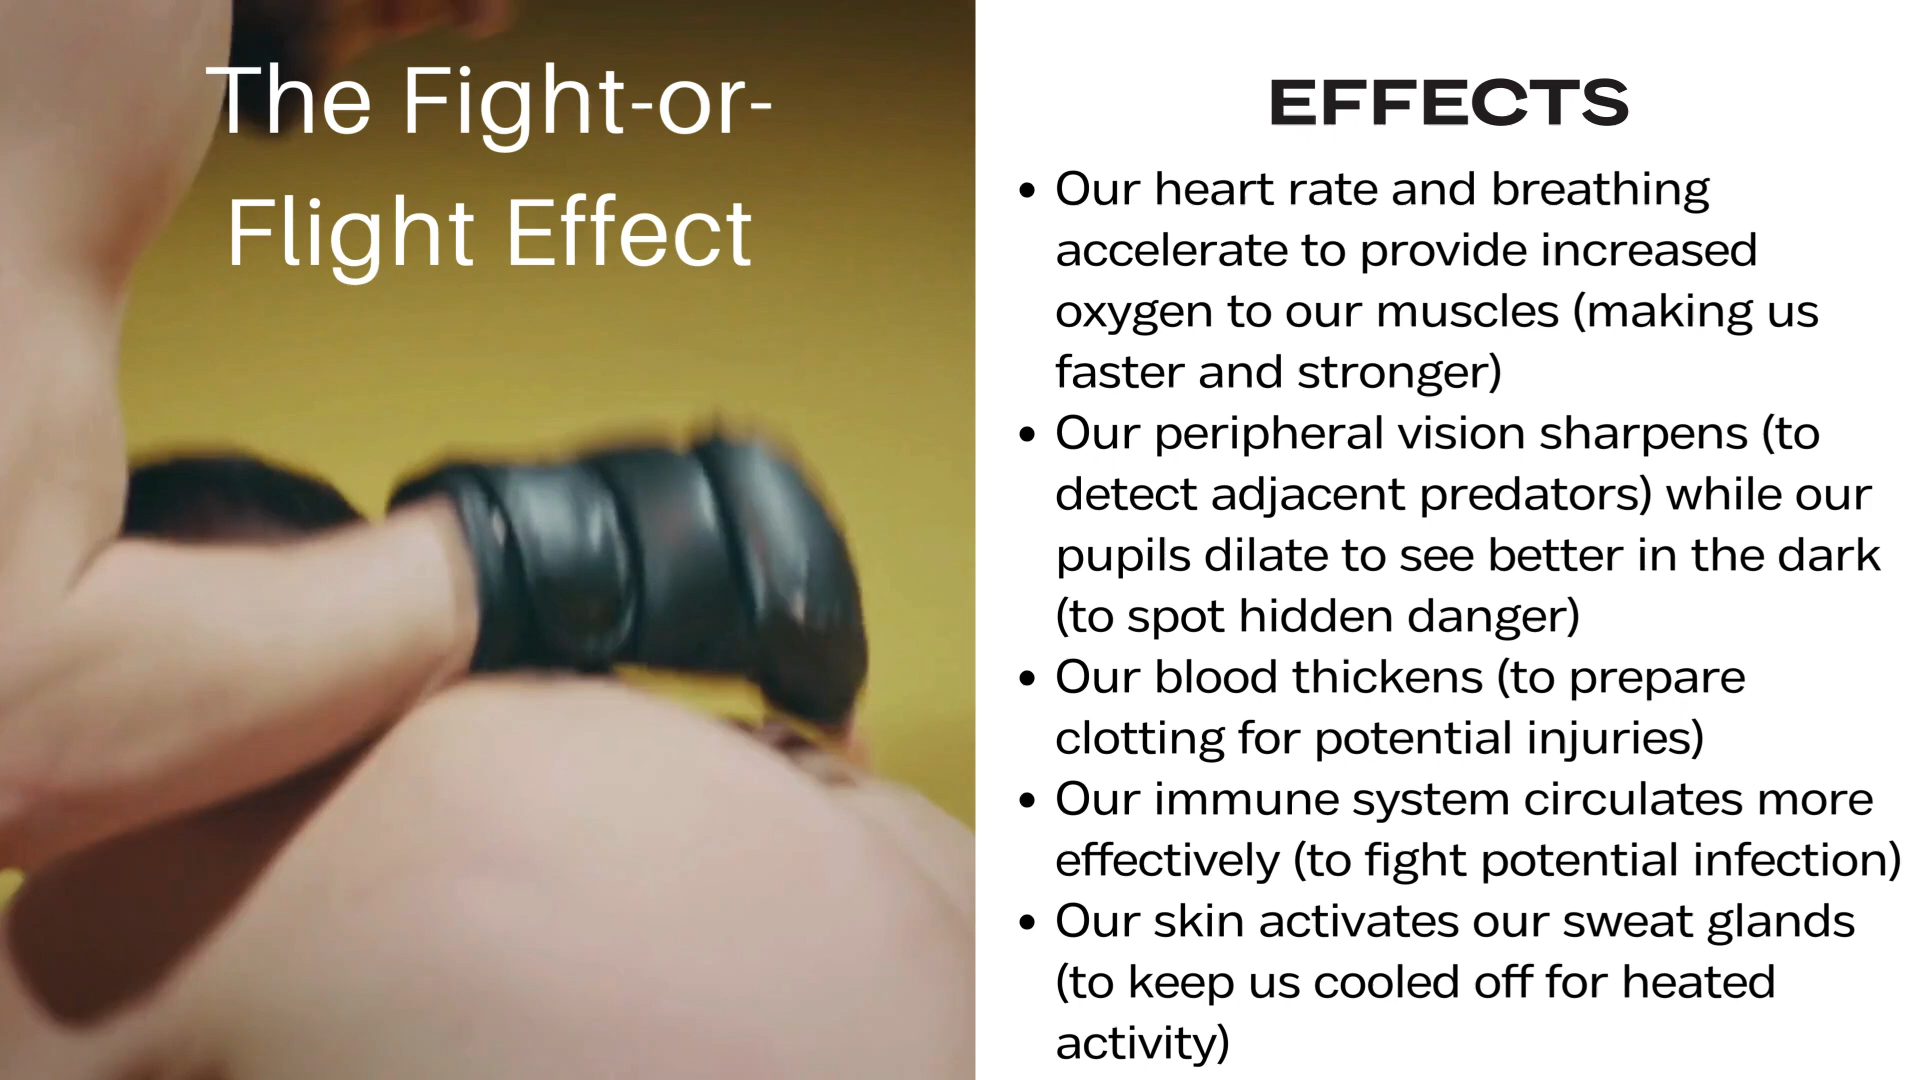 The Fight-or-
Flight Effect
EFFECTS
• Our heart rate and breathing
accelerate to provide increased
oxygen to our muscles (making us
faster and stronger)
• Our peripheral vision sharpens (to
detect adjacent predators) while our
pupils dilate to see better in the dark
(to spot hidden danger)
• Our blood thickens (to prepare
clotting for potential injuries)
• Our immune system circulates more
effectively (to fight potential infection)
• Our skin activates our sweat glands
(to keep us cooled off for heated
activity)